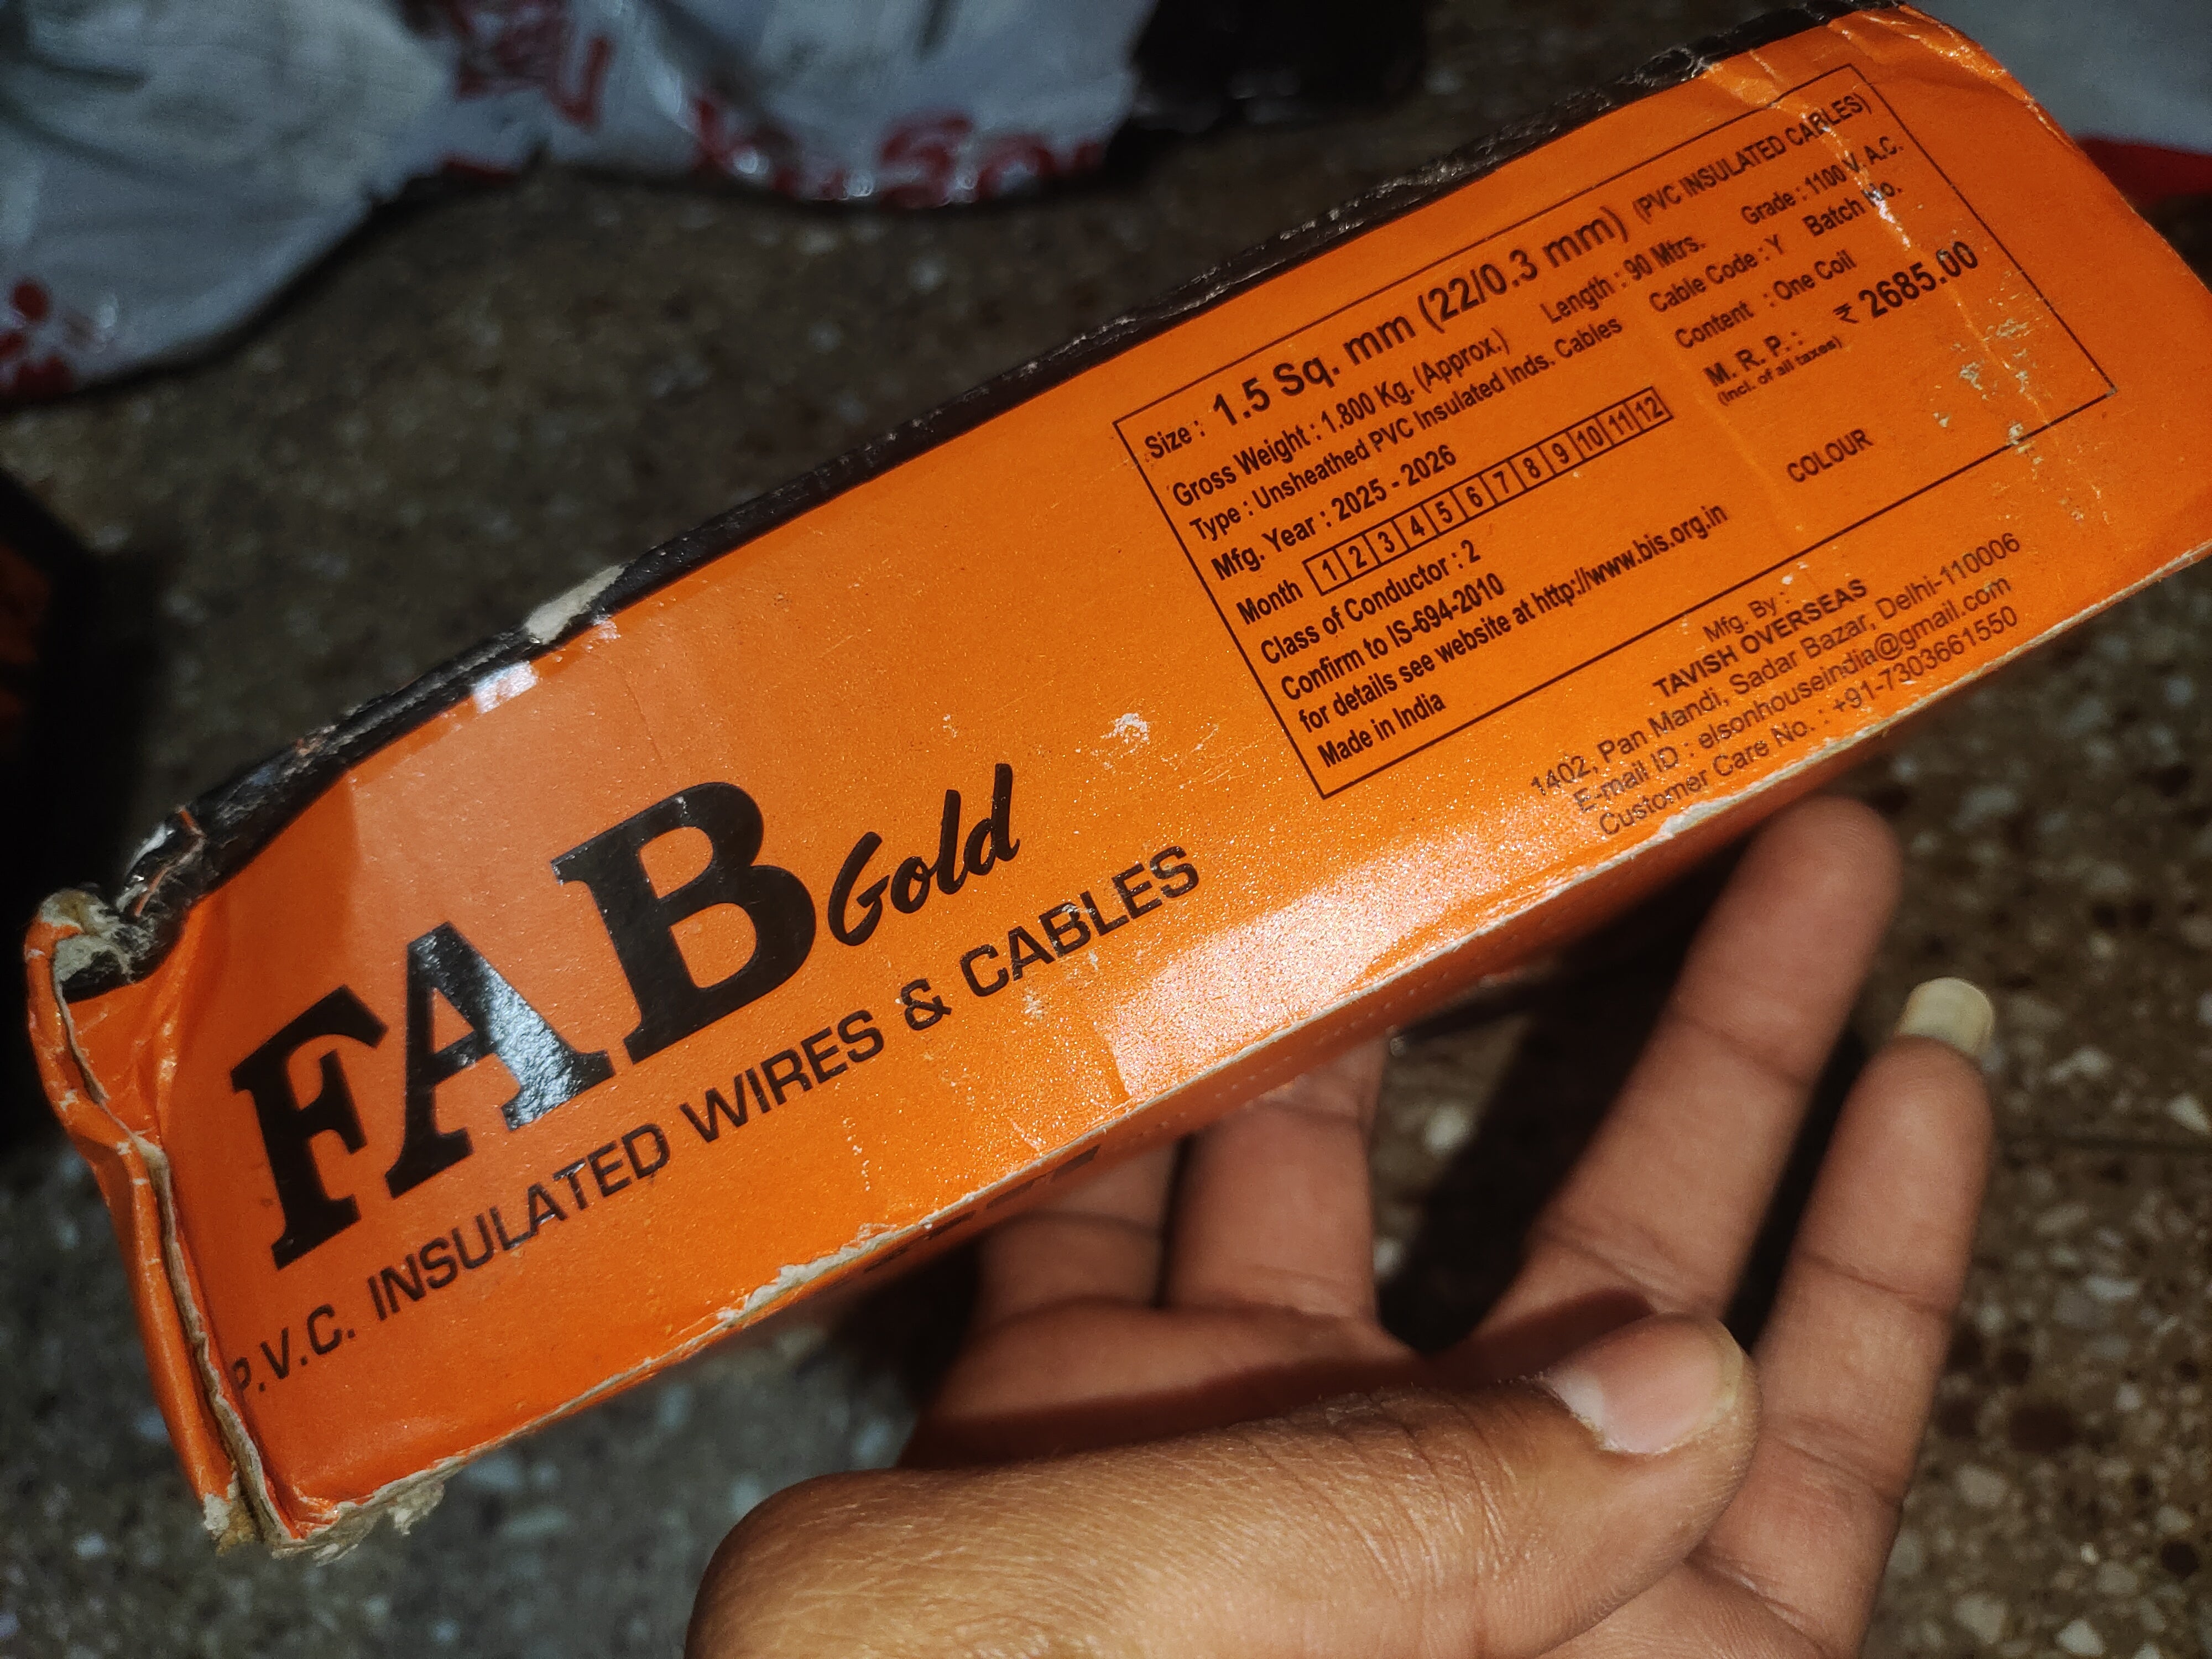 FAB Gold
P.V.C. INSULATED WIRES & CABLES
Size : 1.5 Sq. mm (22/0.3 mm) (PVC INSULATED CABLES)
Gross Weight : 1.800 Kg. (Approx.) Length : 90 Mtrs. Grade : 1100 V. A.C.
Type : Unsheathed PVC Insulated Inds. Cables Cable Code : Y Batch No.
Mfg. Year : 2025 - 2026 Content : One Coil
Month 1 2 3 4 5 6 7 8 9 10 11 12 M. R. P. : ₹ 2685.00
(Incl. of all taxes)
Class of Conductor : 2
Confirm to IS-694-2010 COLOUR
for details see website at http://www.bis.org.in
Made in India
Mfg. By :
TAVISH OVERSEAS
1402, Pan Mandi, Sadar Bazar, Delhi-110006
E-mail ID : elsonhouseindia@gmail.com
Customer Care No. : +91-7303661550